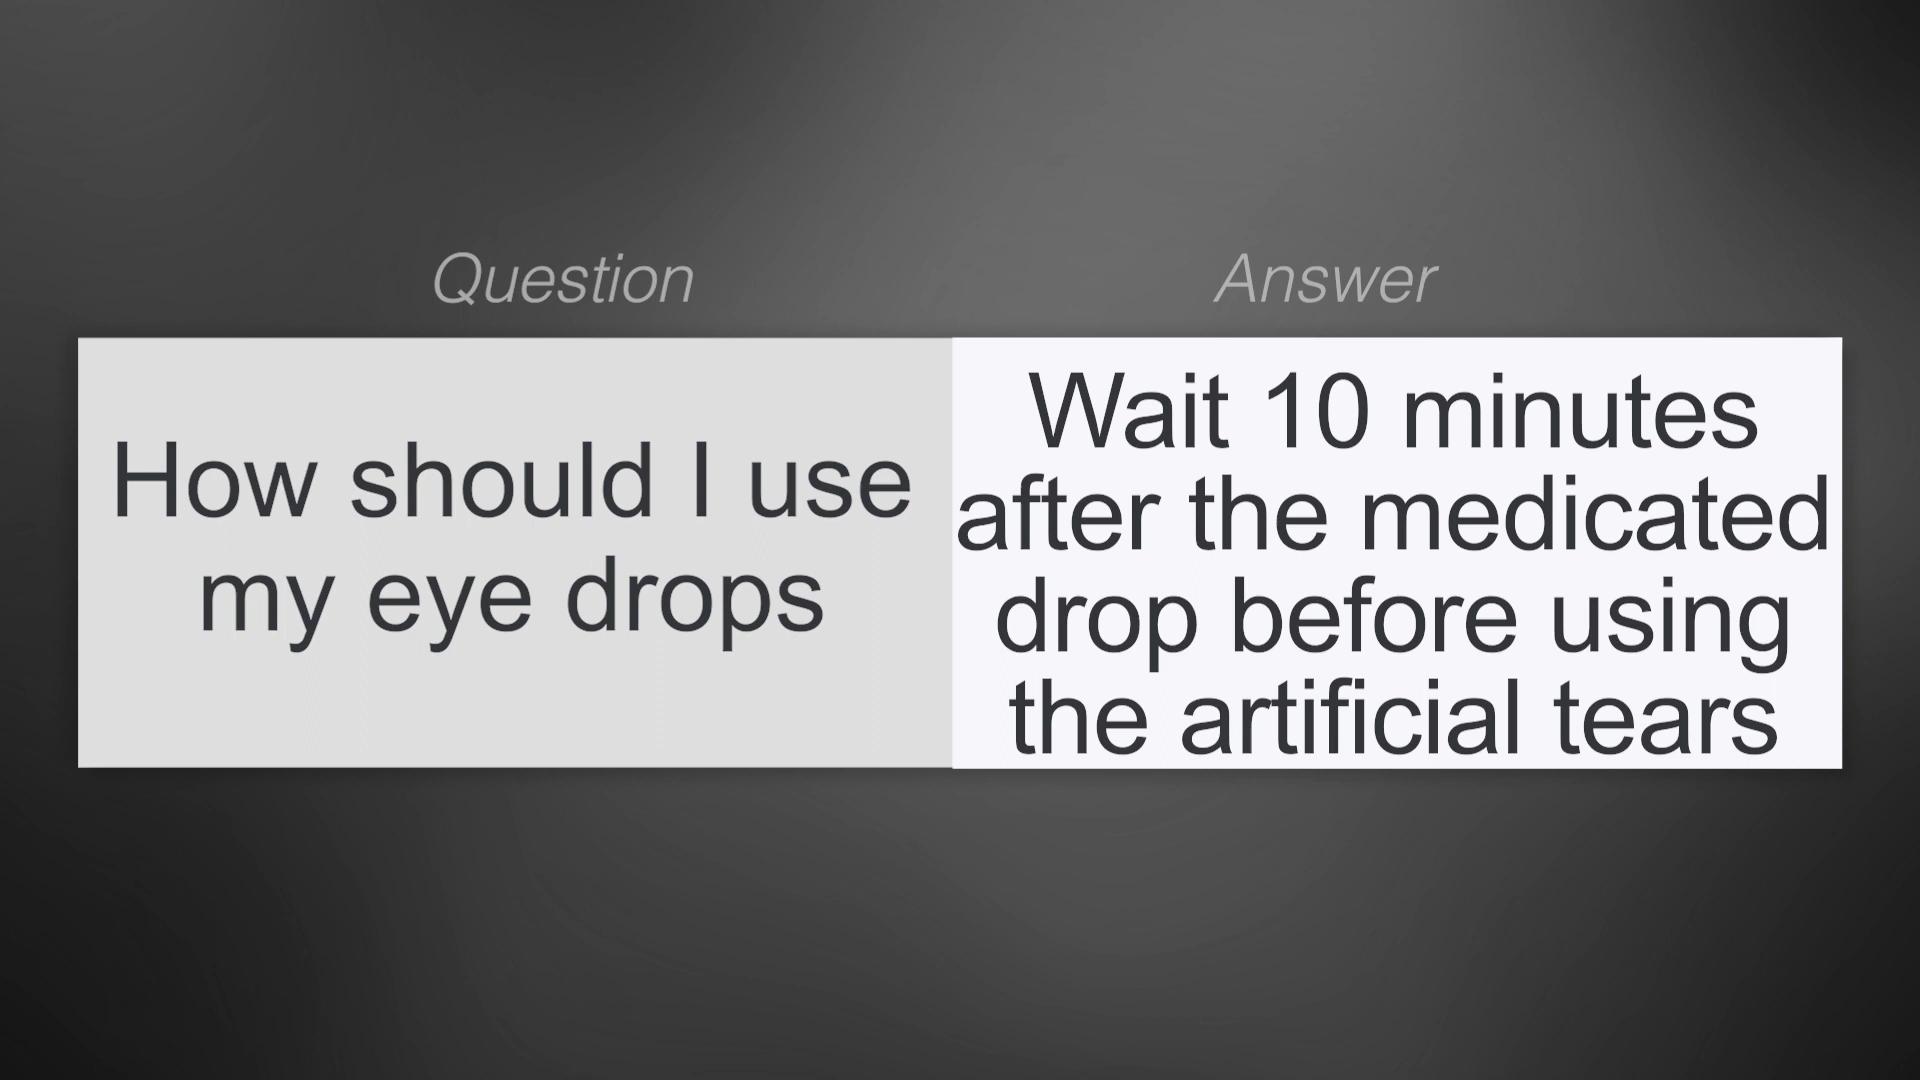 Question
Answer
How should I use
my eye drops
Wait 10 minutes
after the medicated
drop before using
the artificial tears